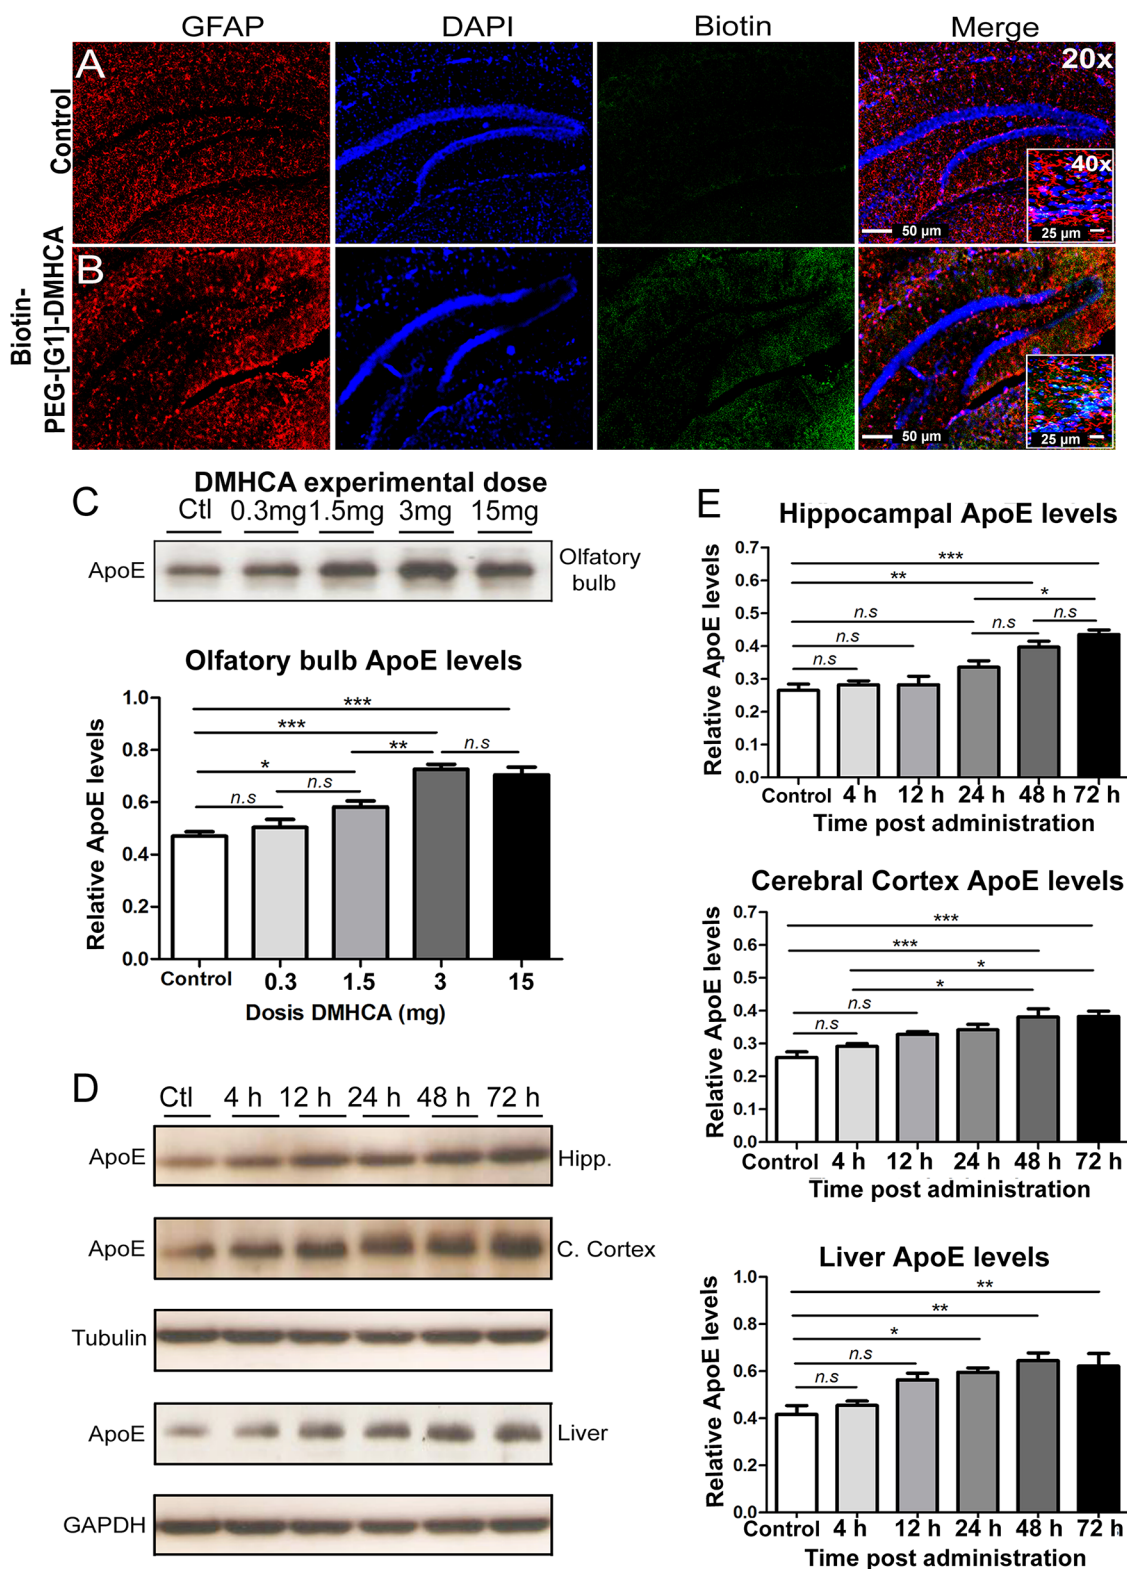 GFAP DAPI Biotin Merge
A
20x
Control
40x
50 µm 25 µm
B
Biotin-
PEG-[G1]-DMHCA
50 µm 25 µm
C
DMHCA experimental dose
Ctl 0.3mg 1.5mg 3mg 15mg
ApoE
Olfatory
bulb
Olfatory bulb ApoE levels
Relative ApoE levels
1.0
0.8
0.6
0.4
0.2
0.0
***
***
** n.s
*
n.s n.s
Control 0.3 1.5 3 15
Dosis DMHCA (mg)
D
Ctl 4 h 12 h 24 h 48 h 72 h
ApoE Hipp.
ApoE C. Cortex
Tubulin
ApoE Liver
GAPDH
E
Hippocampal ApoE levels
Relative ApoE levels
0.7
0.6
0.5
0.4
0.3
0.2
0.1
0.0
***
**
*
n.s n.s n.s
n.s
n.s
Control 4 h 12 h 24 h 48 h 72 h
Time post administration
Cerebral Cortex ApoE levels
Relative ApoE levels
0.7
0.6
0.5
0.4
0.3
0.2
0.1
0.0
***
***
*
*
n.s
n.s
Control 4 h 12 h 24 h 48 h 72 h
Time post administration
Liver ApoE levels
Relative ApoE levels
1.0
0.8
0.6
0.4
0.2
0.0
**
**
*
n.s
n.s
Control 4 h 12 h 24 h 48 h 72 h
Time post administration